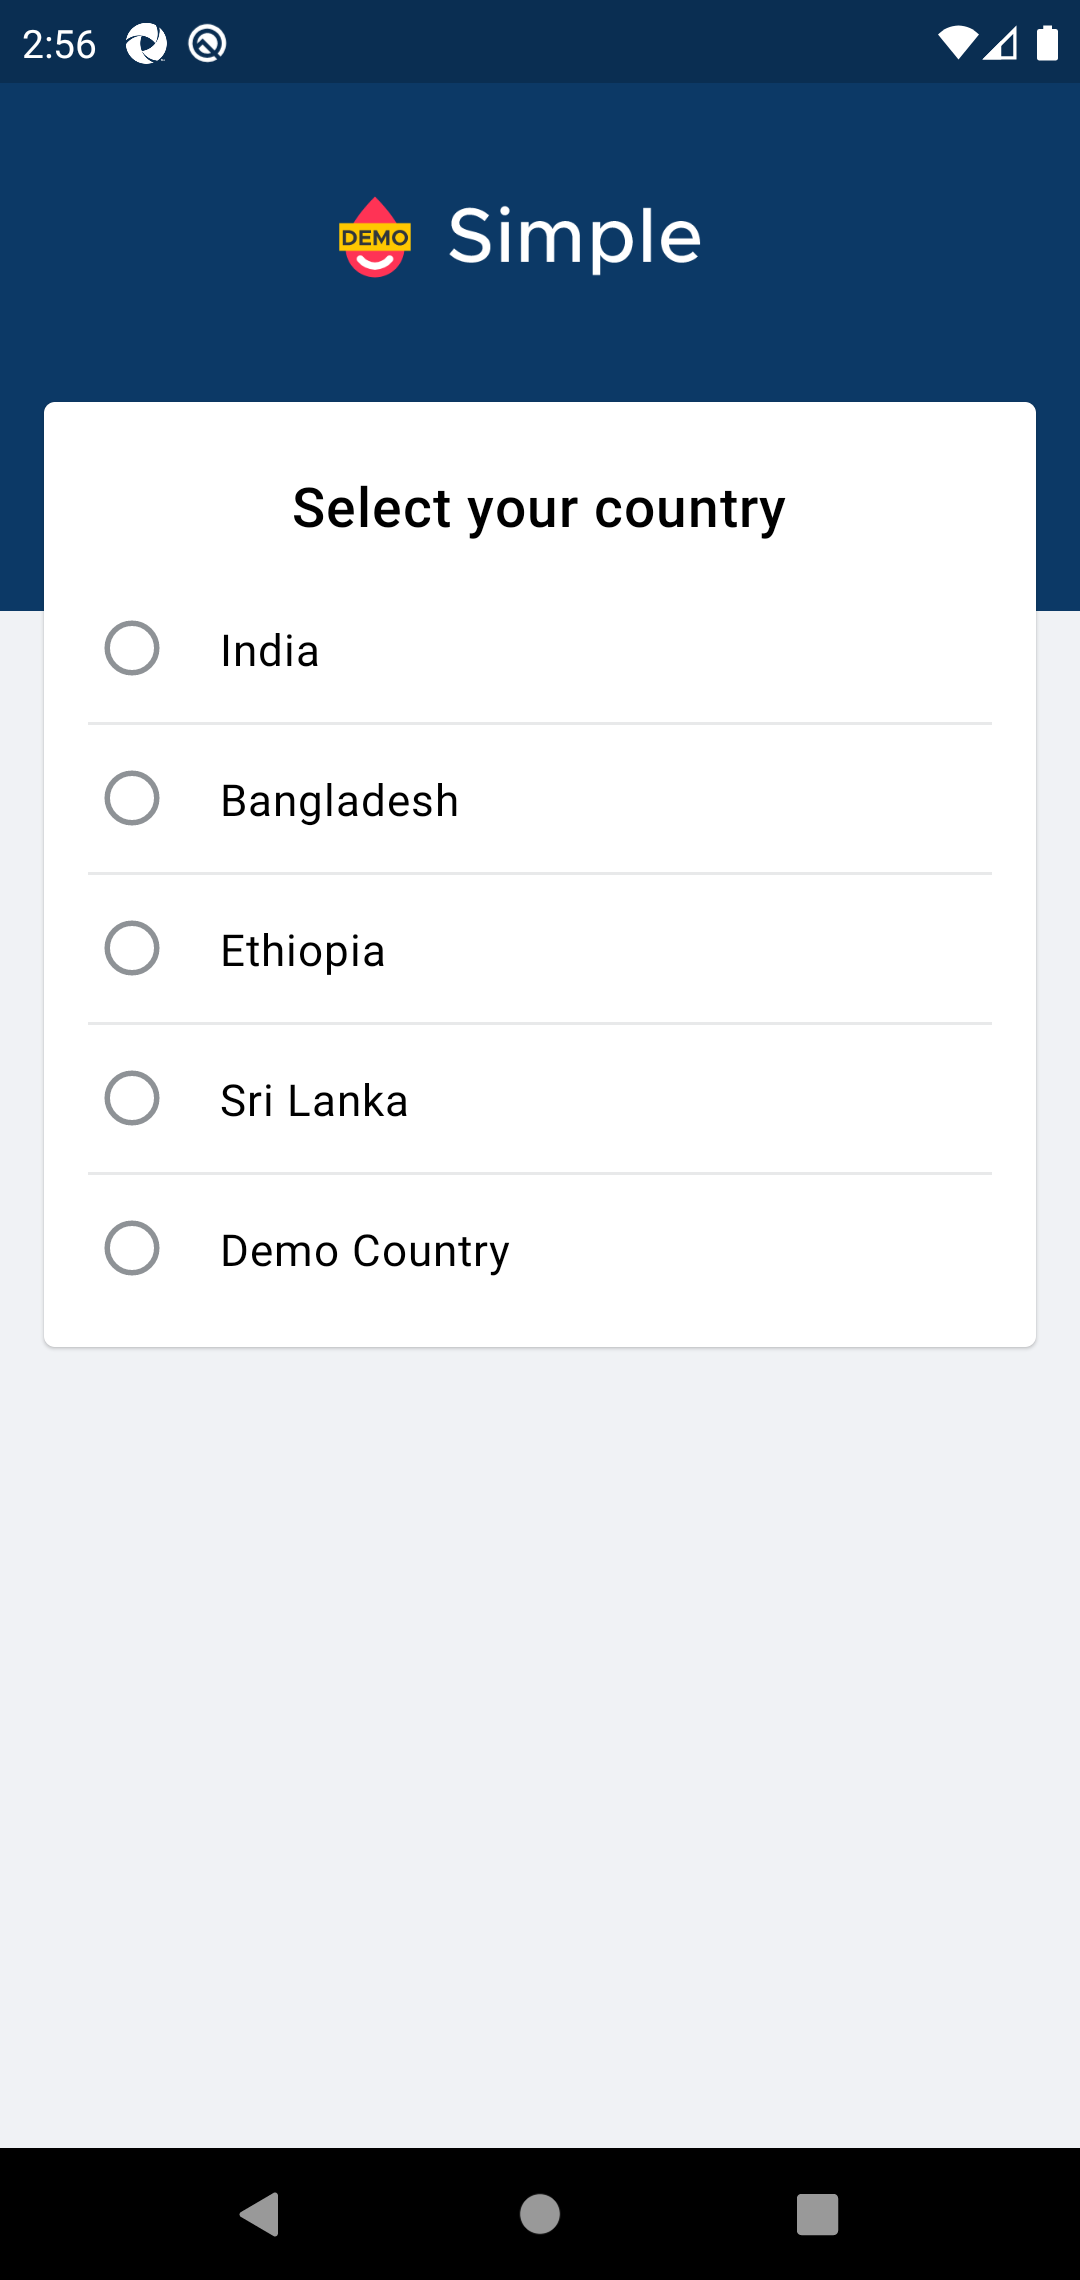 2:56
DEMO Simple
Select your country
India
Bangladesh
Ethiopia
Sri Lanka
Demo Country